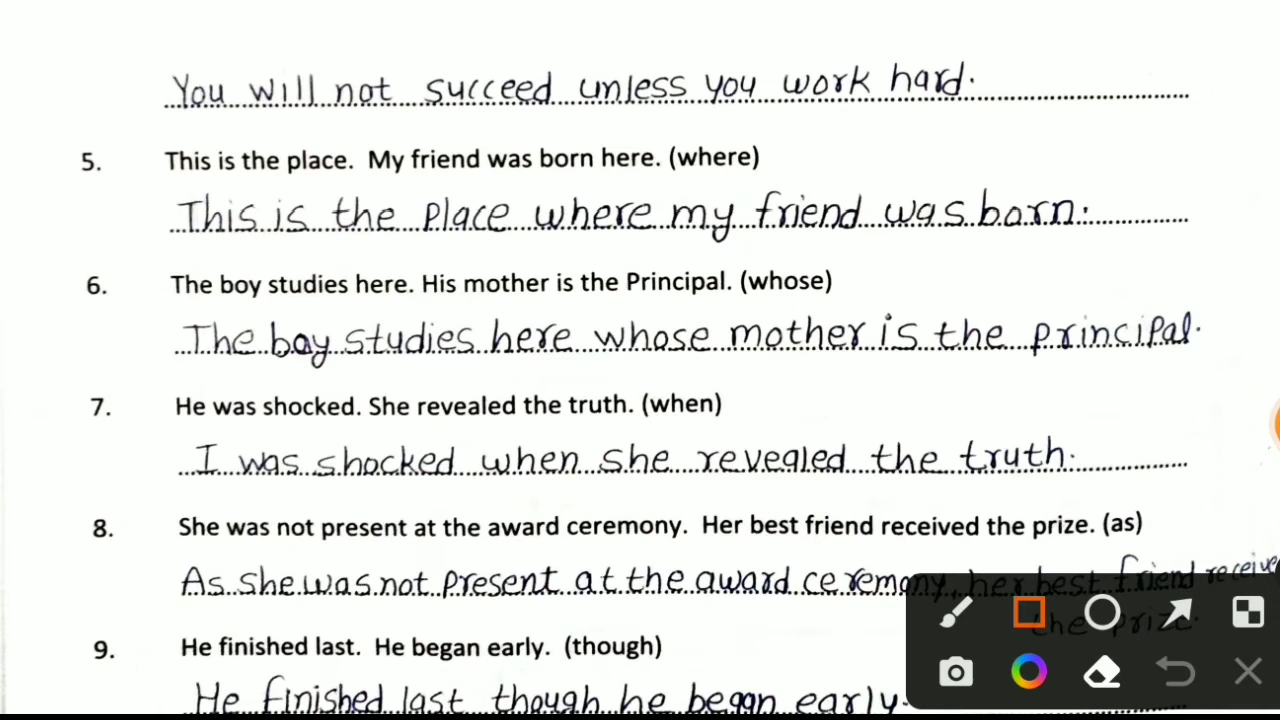 You will not succeed unless you work hard.
5. This is the place. My friend was born here. (where)
This is the place where my friend was born.
6. The boy studies here. His mother is the Principal. (whose)
The boy studies here whose mother is the principal.
7. He was shocked. She revealed the truth. (when)
I was shocked when she revealed the truth.
8. She was not present at the award ceremony. Her best friend received the prize. (as)
As she was not present at the award ceremony, her best friend receive
the prize.
9. He finished last. He began early. (though)
He finished last though he began early.